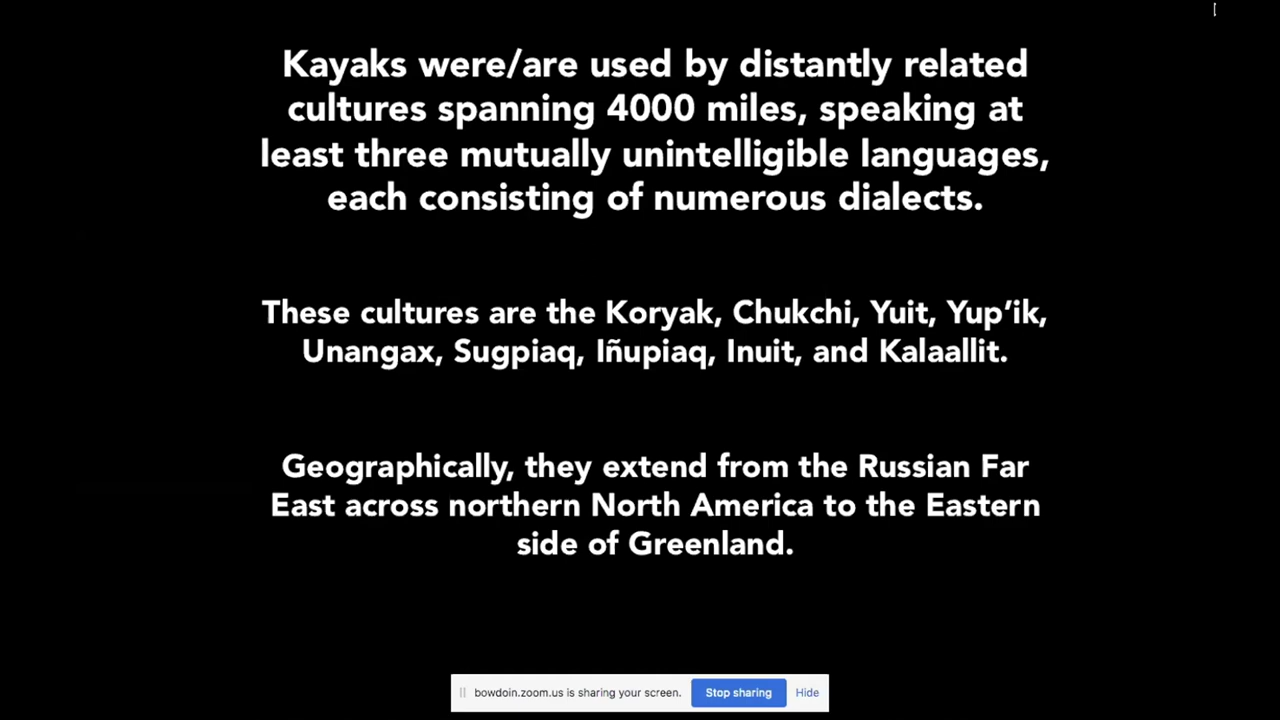 Kayaks were/are used by distantly related
cultures spanning 4000 miles, speaking at
least three mutually unintelligible languages,
each consisting of numerous dialects.
These cultures are the Koryak, Chukchi, Yuit, Yup’ik,
Unangax, Sugpiaq, Iñupiaq, Inuit, and Kalaallit.
Geographically, they extend from the Russian Far
East across northern North America to the Eastern
side of Greenland.
bowdoin.zoom.us is sharing your screen. Stop sharing Hide